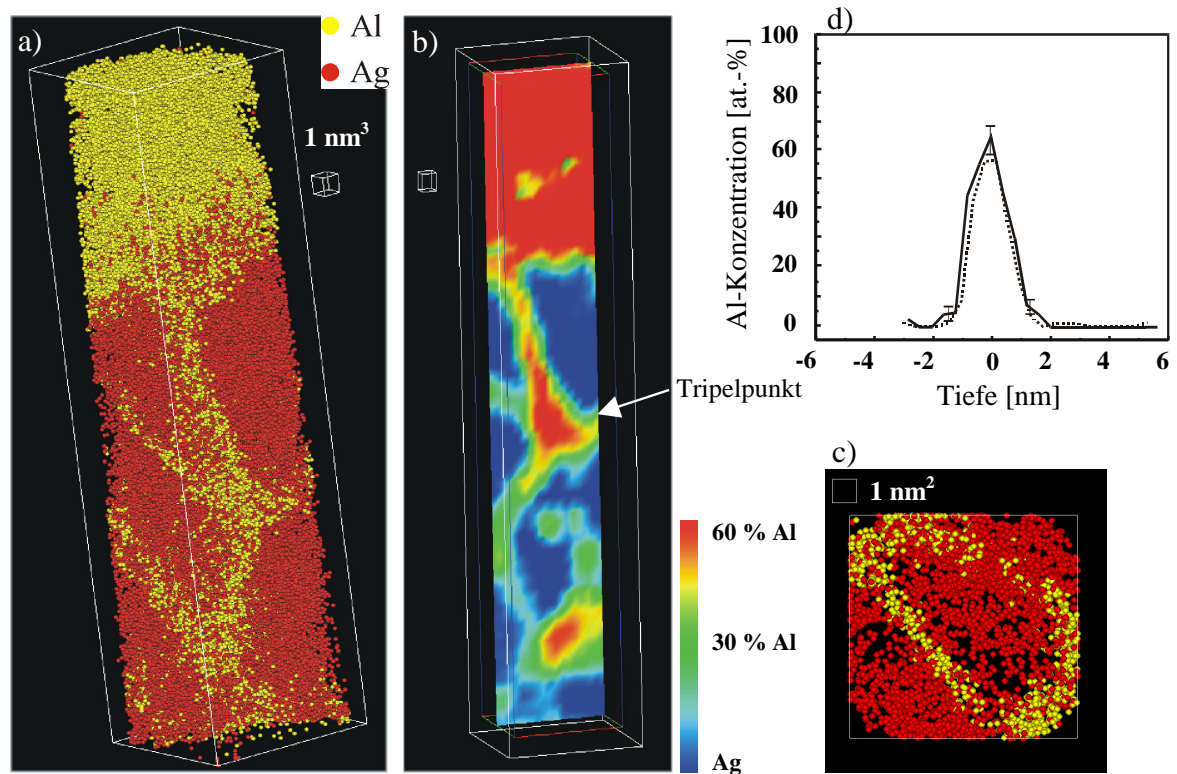 a)
Al
Ag
1 nm³
b)
Tripelpunkt
60 % Al
30 % Al
Ag
d)
Al-Konzentration [at.-%]
100
80
60
40
20
0
-6 -4 -2 0 2 4 6
Tiefe [nm]
c)
1 nm²